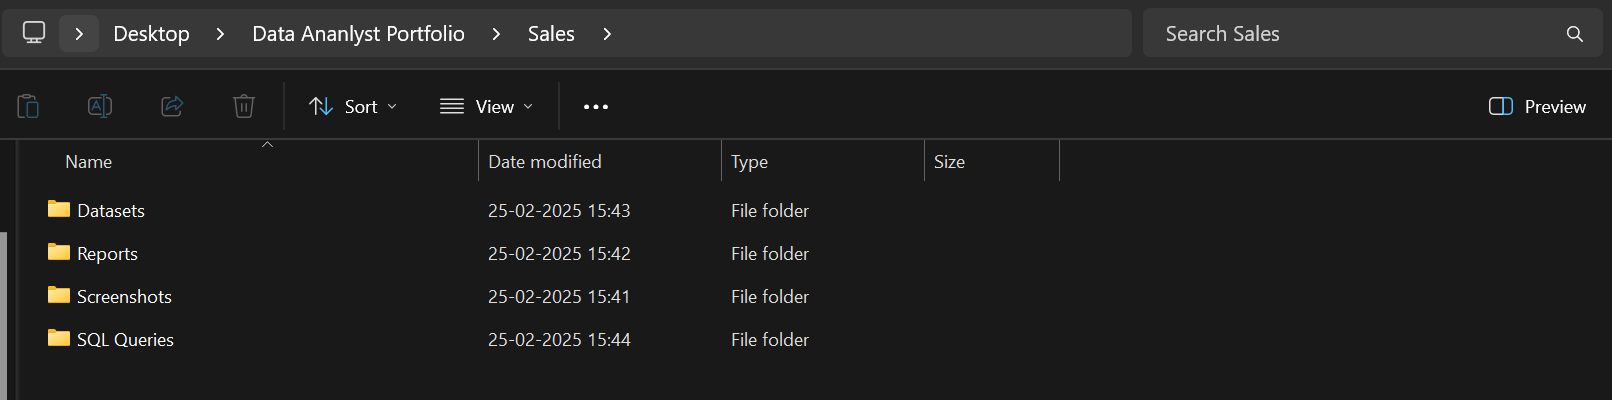 Desktop > Data Ananlyst Portfolio > Sales > Search Sales
Sort View ••• Preview
Name Date modified Type Size
Datasets 25-02-2025 15:43 File folder
Reports 25-02-2025 15:42 File folder
Screenshots 25-02-2025 15:41 File folder
SQL Queries 25-02-2025 15:44 File folder